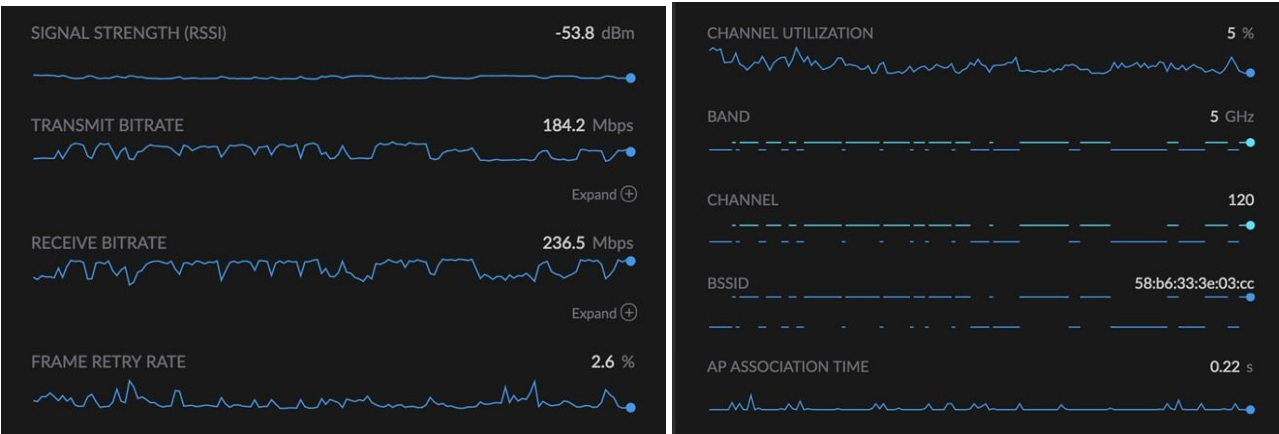 SIGNAL STRENGTH (RSSI) -53.8 dBm
TRANSMIT BITRATE 184.2 Mbps
Expand
RECEIVE BITRATE 236.5 Mbps
Expand
FRAME RETRY RATE 2.6 %
CHANNEL UTILIZATION 5 %
BAND 5 GHz
CHANNEL 120
BSSID 58:b6:33:3e:03:cc
AP ASSOCIATION TIME 0.22 s